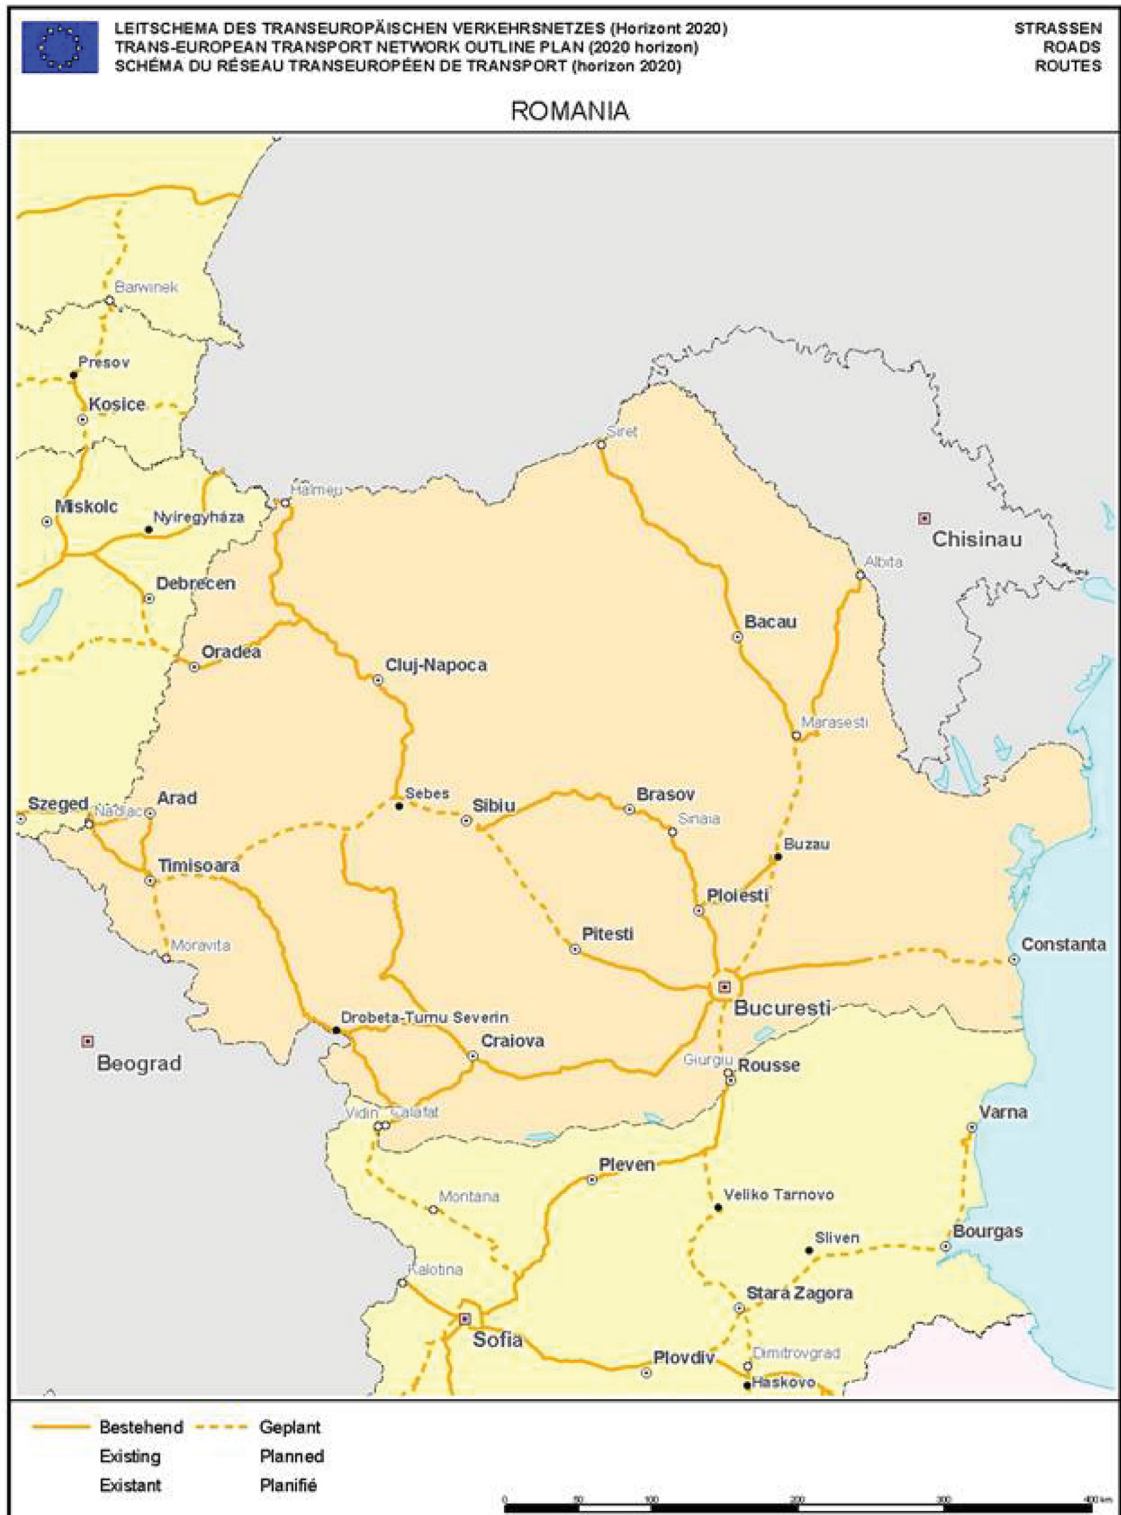 LEITSCHEMA DES TRANSEUROPÄISCHEN VERKEHRSNETZES (Horizont 2020)
TRANS-EUROPEAN TRANSPORT NETWORK OUTLINE PLAN (2020 horizon)
SCHÉMA DU RÉSEAU TRANSEUROPÉEN DE TRANSPORT (horizon 2020)
STRASSEN
ROADS
ROUTES
ROMANIA
Barwinek
Presov
Kosice
Siret
Halmeu
Miskolc
Nyíregyháza
Chisinau
Albita
Debrecen
Bacau
Oradea
Cluj-Napoca
Marasesti
Sebes
Brasov
Arad
Szeged
Nadlac
Sibiu
Sinaia
Buzau
Timisoara
Ploiesti
Pitesti
Moravita
Constanta
Bucuresti
Drobeta-Turnu Severin
Craiova
Beograd
Giurgiu
Rousse
Vidin
Calafat
Varna
Pleven
Montana
Veliko Tarnovo
Sliven
Bourgas
Kalotina
Stara Zagora
Sofia
Plovdiv
Dimitrovgrad
Haskovo
Bestehend
Geplant
Existing
Planned
Existant
Planifié
0 50 100 200 300 400 km